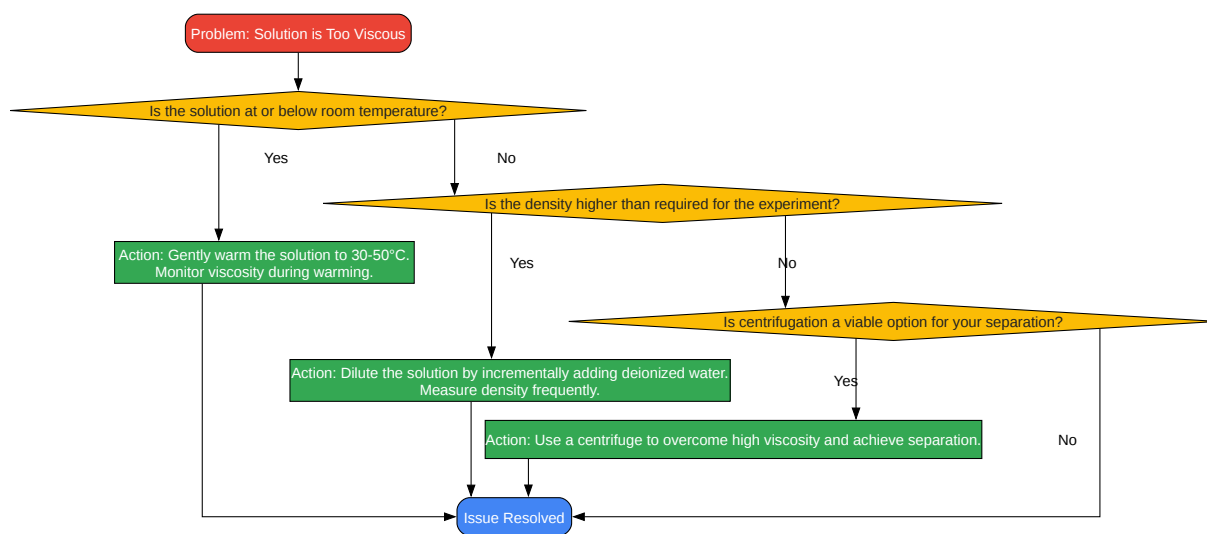 Problem: Solution is Too Viscous
Is the solution at or below room temperature?
Yes
No
Is the density higher than required for the experiment?
Action: Gently warm the solution to 30-50°C.
Monitor viscosity during warming.
Yes
No
Is centrifugation a viable option for your separation?
Action: Dilute the solution by incrementally adding deionized water.
Measure density frequently.
Yes
Action: Use a centrifuge to overcome high viscosity and achieve separation.
No
Issue Resolved